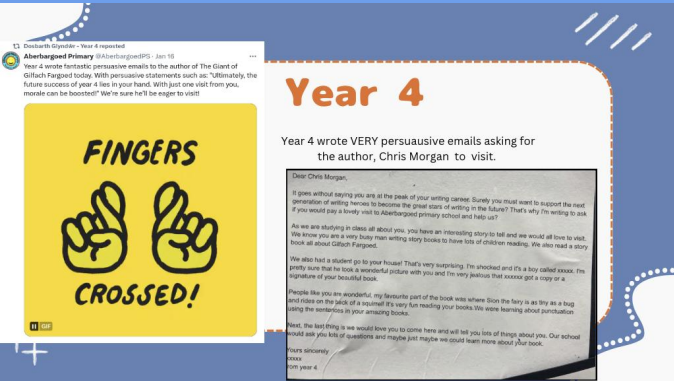 Dosbarth Glyndŵr - Year 4 reposted
Aberbargoed Primary @AberbargoedPS · Jan 16
Year 4 wrote fantastic persuasive emails to the author of The Giant of
Gilfach Fargoed today. With persuasive statements such as: "Ultimately, the
future success of year 4 lies in your hand. With just one visit from you,
morale can be boosted!" We're sure he'll be eager to visit!
FINGERS
CROSSED!
GIF
Year 4
Year 4 wrote VERY persuausive emails asking for
the author, Chris Morgan to visit.
Dear Chris Morgan,
It goes without saying you are at the peak of your writing career. Surely you must want to support the next
generation of writing heroes to become the great stars of writing in the future? That's why I'm writing to ask
if you would pay a lovely visit to Aberbargoed primary school and help us?
As we are studying in class all about you, you have an interesting story to tell and we would all love to visit.
We know you are a very busy man writing story books to have lots of children reading. We also read a story
book all about Gilfach Fargoed.
We also had a student go to your house! That's very surprising. I'm shocked and it's a boy called xxxxx. I'm
pretty sure that he took a wonderful picture with you and I'm very jealous that xxxxxx got a copy or a
signature of your beautiful book.
People like you are wonderful, my favourite part of the book was where Sion the fairy is as tiny as a bug
and rides on the back of a squirrel! It's very fun reading your books.We were learning about punctuation
using the sentences in your amazing books.
Next, the last thing is we would love you to come here and will tell you lots of things about you. Our school
would ask you lots of questions and maybe just maybe we could learn more about your book.
Yours sincerely
xxxxx
from year 4